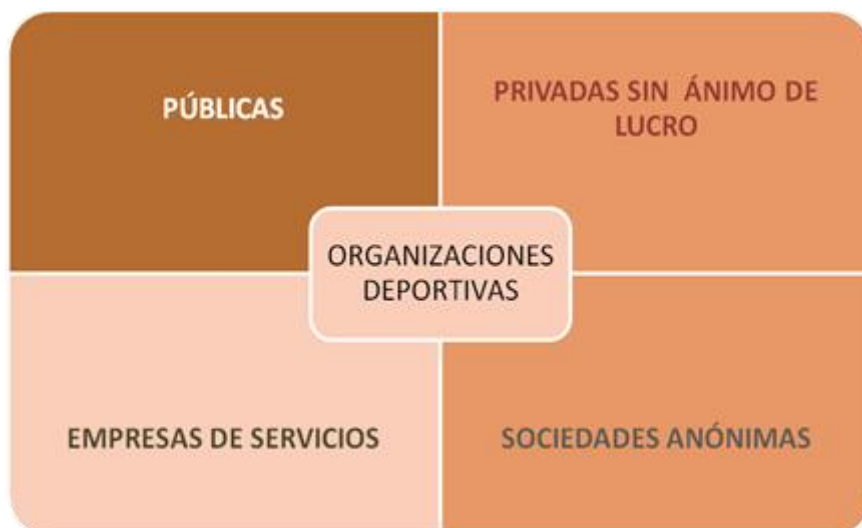 PÚBLICAS
PRIVADAS SIN ÁNIMO DE
LUCRO
ORGANIZACIONES
DEPORTIVAS
EMPRESAS DE SERVICIOS
SOCIEDADES ANÓNIMAS